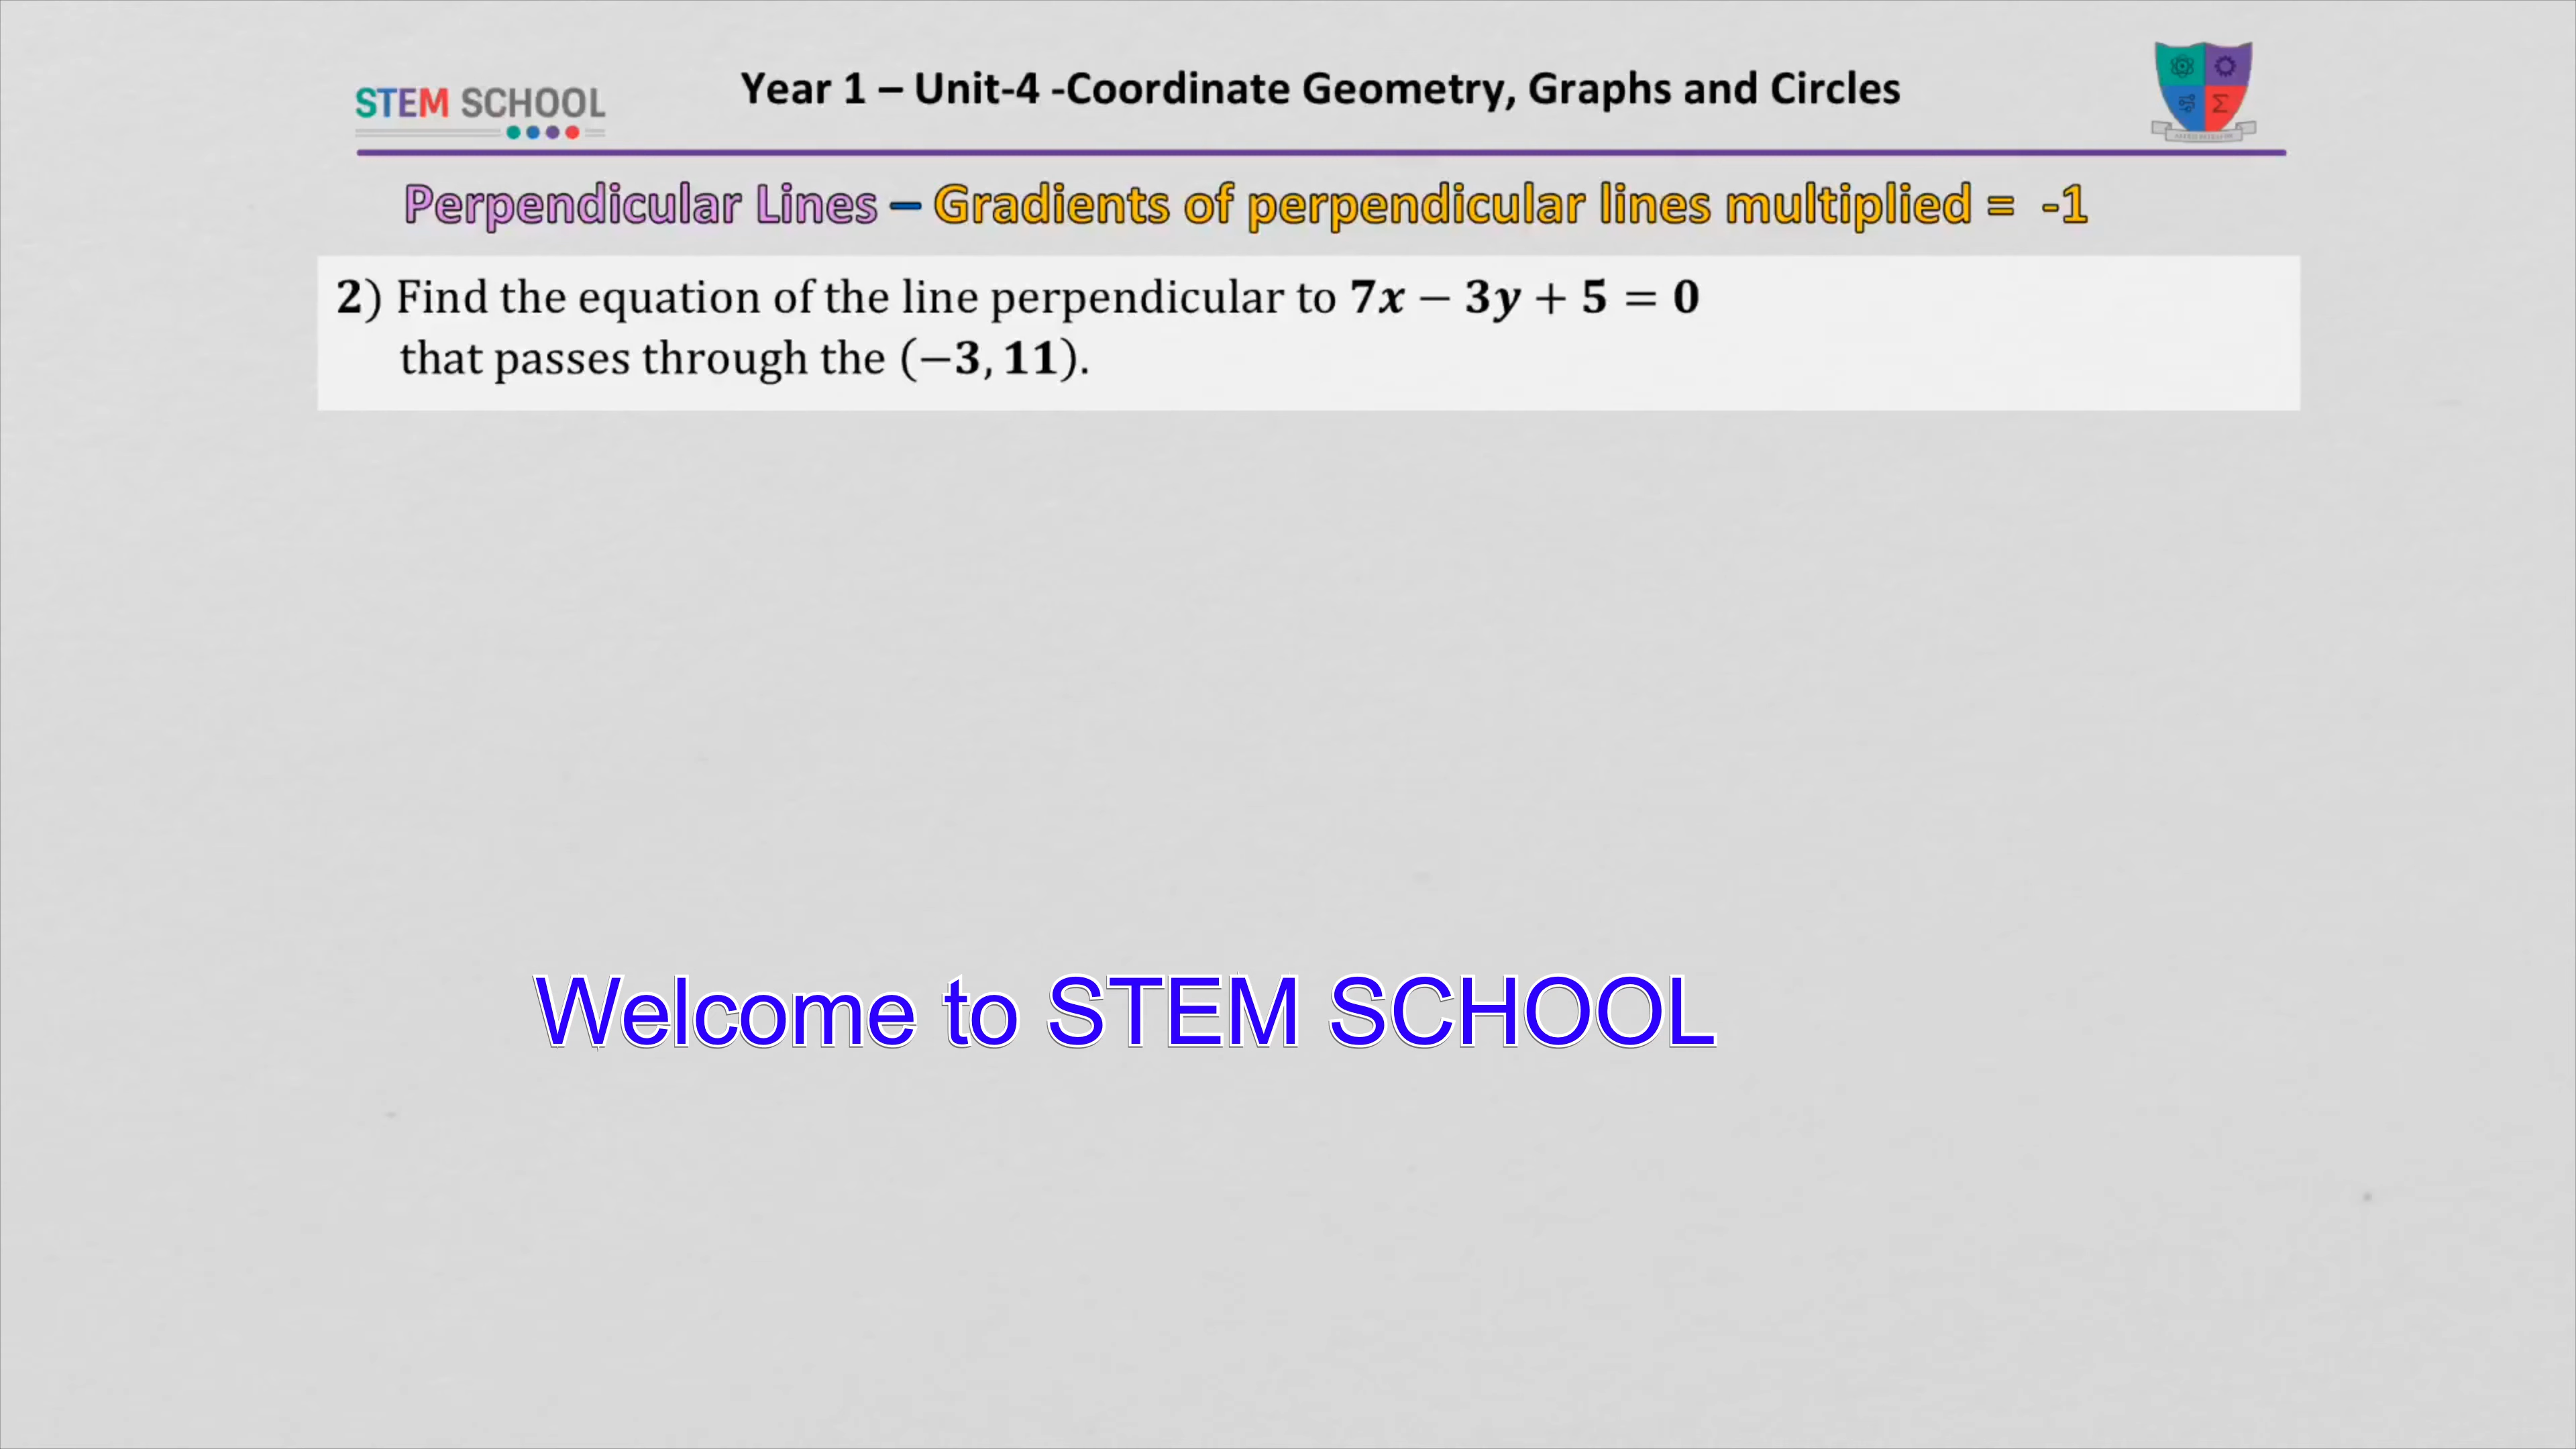 STEM SCHOOL
Year 1 – Unit-4 -Coordinate Geometry, Graphs and Circles
Perpendicular Lines – Gradients of perpendicular lines multiplied = -1
2) Find the equation of the line perpendicular to 7x − 3y + 5 = 0
that passes through the (−3, 11).
Welcome to STEM SCHOOL